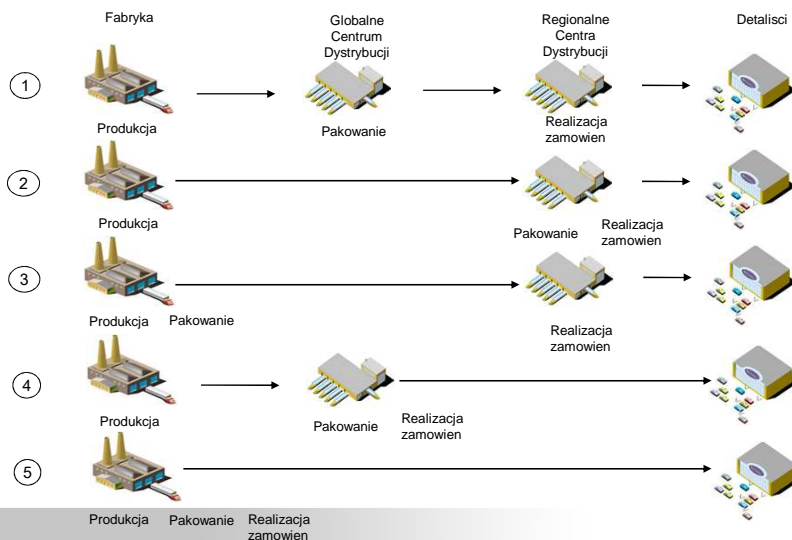 Fabryka
Globalne
Centrum
Dystrybucji
Regionalne
Centra
Dystrybucji
Detalisci
1
Produkcja
Pakowanie
Realizacja
zamowien
2
Produkcja
Pakowanie
Realizacja
zamowien
3
Produkcja
Pakowanie
Realizacja
zamowien
4
Produkcja
Pakowanie
Realizacja
zamowien
5
Produkcja
Pakowanie
Realizacja
zamowien